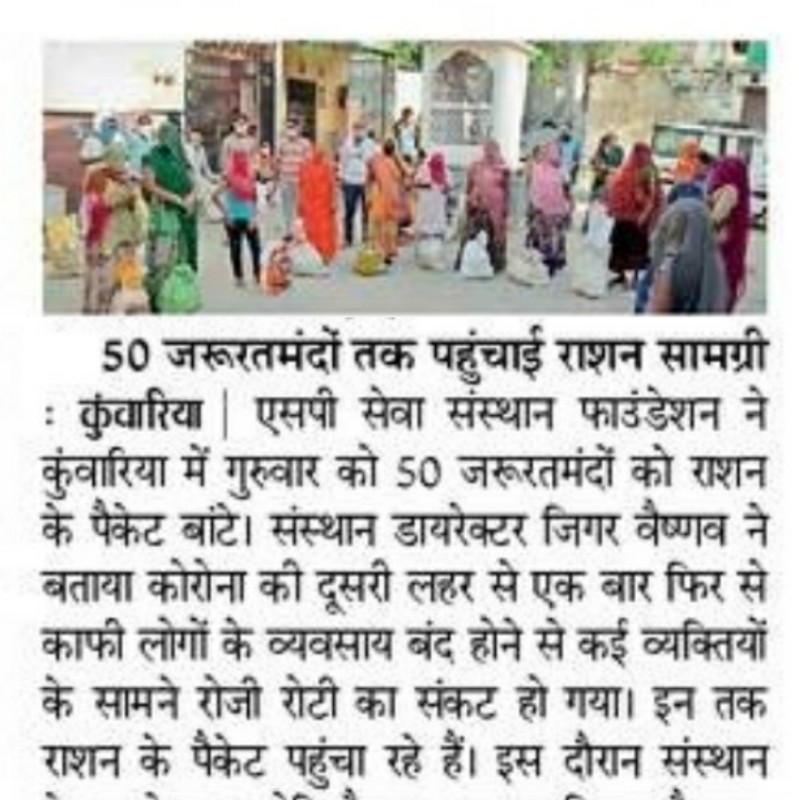 50 जरूरतमंदों तक पहुंचाई राशन सामग्री
: कुंवारिया | एसपी सेवा संस्थान फाउंडेशन ने
कुंवारिया में गुरुवार को 50 जरूरतमंदों को राशन
के पैकेट बांटे। संस्थान डायरेक्टर जिगर वैष्णव ने
बताया कोरोना की दूसरी लहर से एक बार फिर से
काफी लोगों के व्यवसाय बंद होने से कई व्यक्तियों
के सामने रोजी रोटी का संकट हो गया। इन तक
राशन के पैकेट पहुंचा रहे हैं। इस दौरान संस्थान